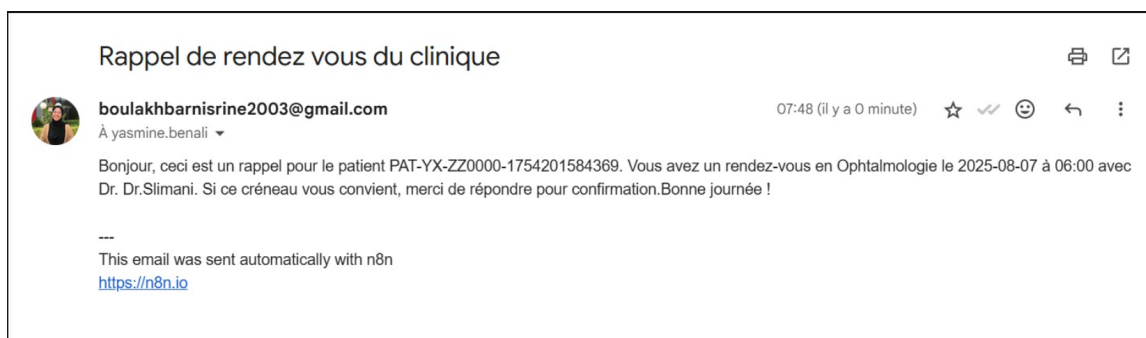 Rappel de rendez vous du clinique
boulakhbarnisrine2003@gmail.com
07:48 (il y a 0 minute)
À yasmine.benali
Bonjour, ceci est un rappel pour le patient PAT-YX-ZZ0000-1754201584369. Vous avez un rendez-vous en Ophtalmologie le 2025-08-07 à 06:00 avec
Dr. Dr.Slimani. Si ce créneau vous convient, merci de répondre pour confirmation.Bonne journée !
---
This email was sent automatically with n8n
https://n8n.io